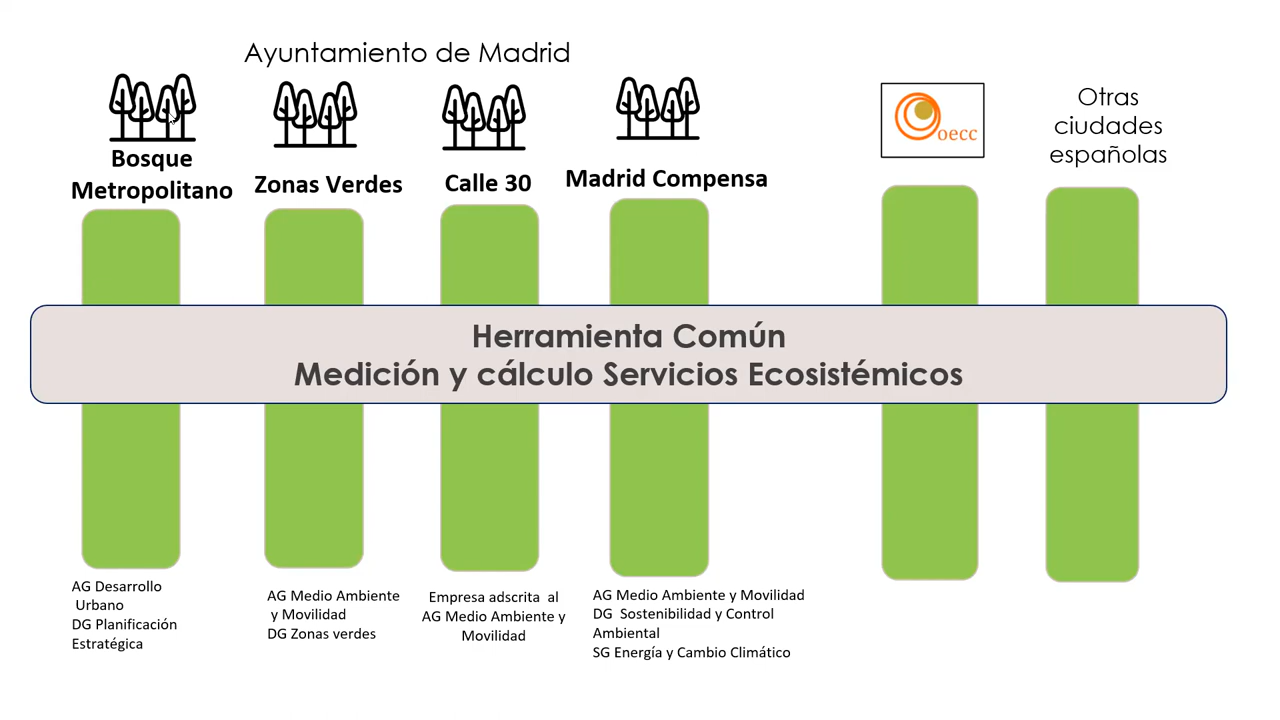 Ayuntamiento de Madrid
Bosque
Metropolitano
Zonas Verdes
Calle 30
Madrid Compensa
oecc
Otras
ciudades
españolas
Herramienta Común
Medición y cálculo Servicios Ecosistémicos
AG Desarrollo
Urbano
DG Planificación
Estratégica
AG Medio Ambiente
y Movilidad
DG Zonas verdes
Empresa adscrita al
AG Medio Ambiente y
Movilidad
AG Medio Ambiente y Movilidad
DG Sostenibilidad y Control
Ambiental
SG Energía y Cambio Climático